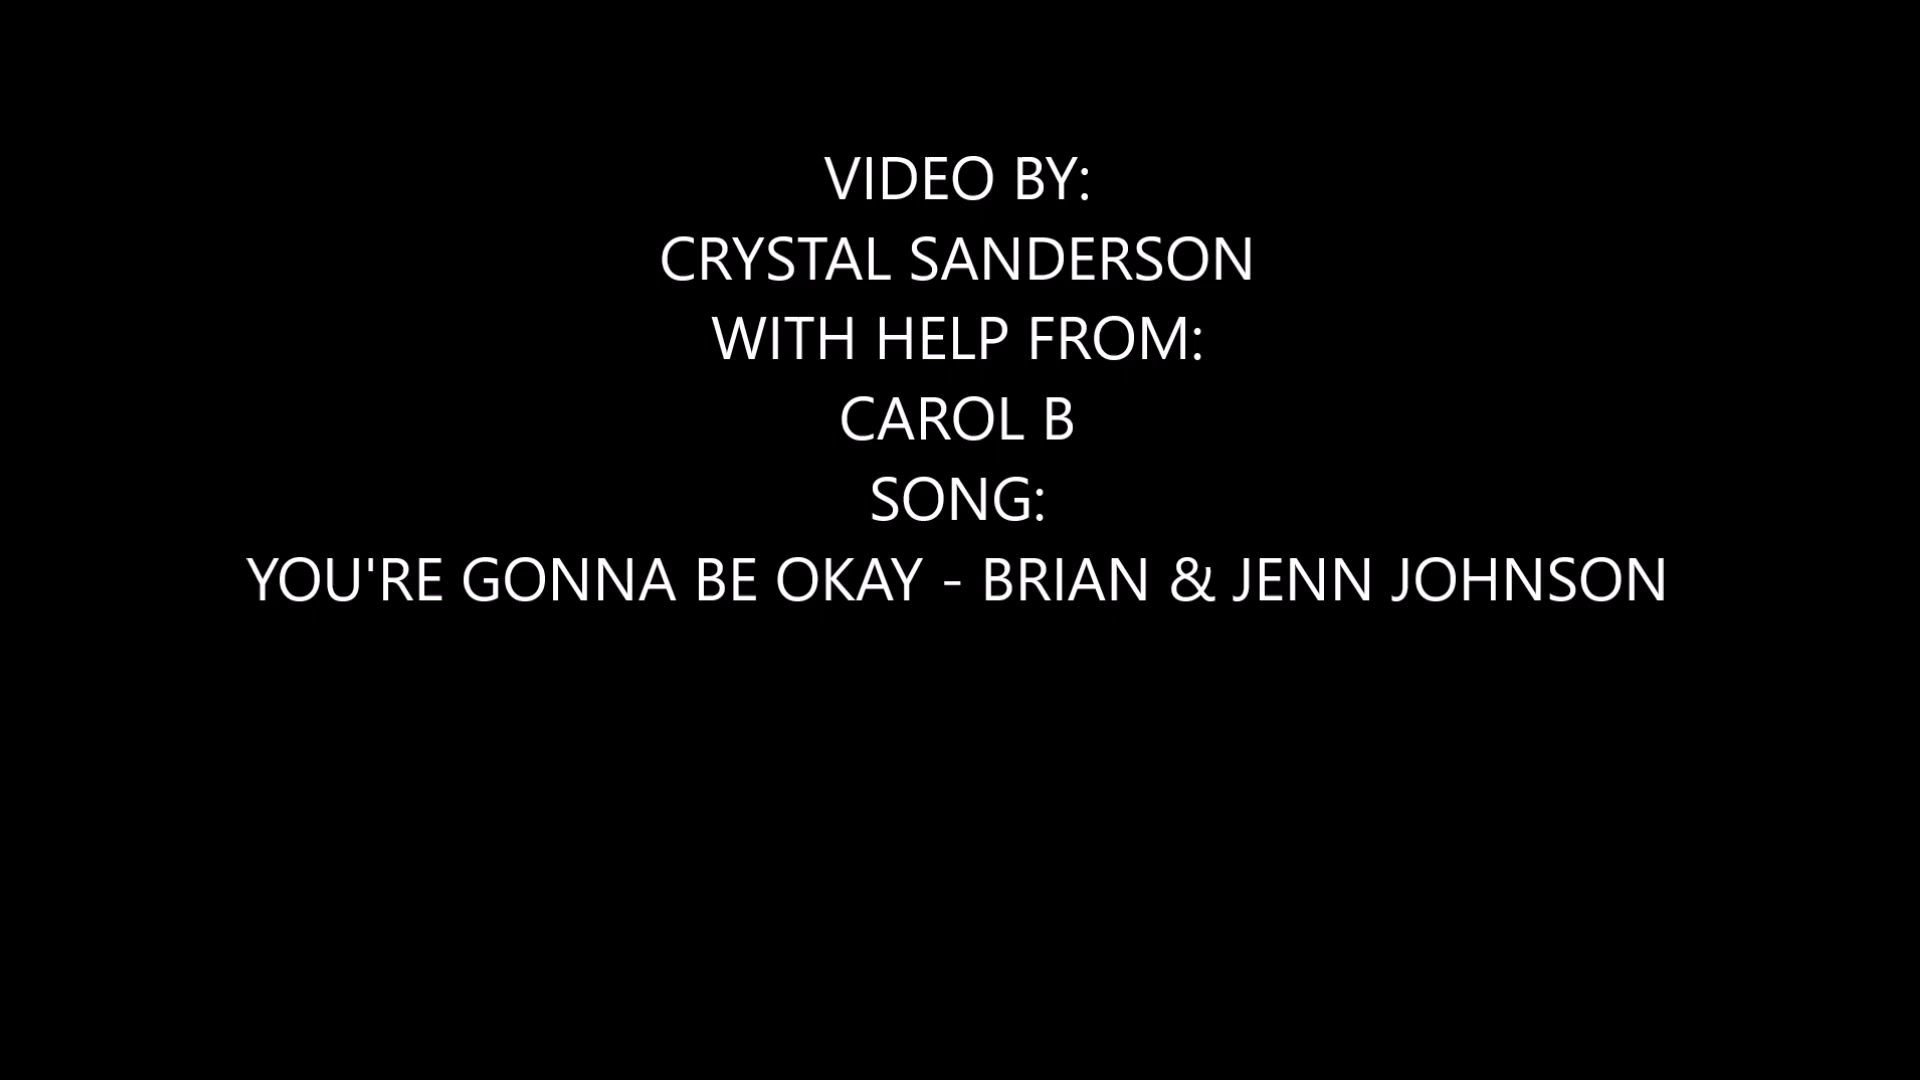 VIDEO BY:
CRYSTAL SANDERSON
WITH HELP FROM:
CAROL B
SONG:
YOU'RE GONNA BE OKAY - BRIAN & JENN JOHNSON